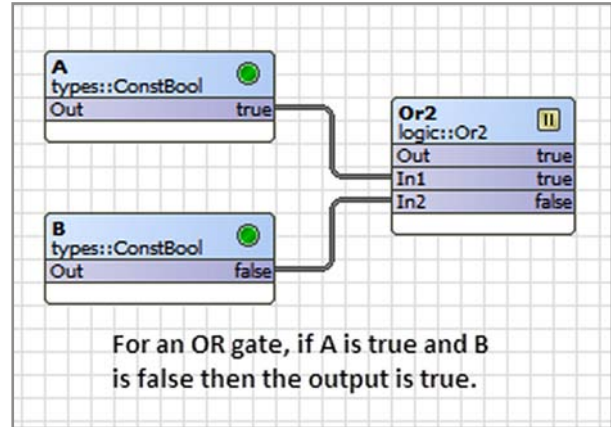 A
types::ConstBool
Out true
B
types::ConstBool
Out false
Or2
logic::Or2
Out true
In1 true
In2 false
For an OR gate, if A is true and B
is false then the output is true.